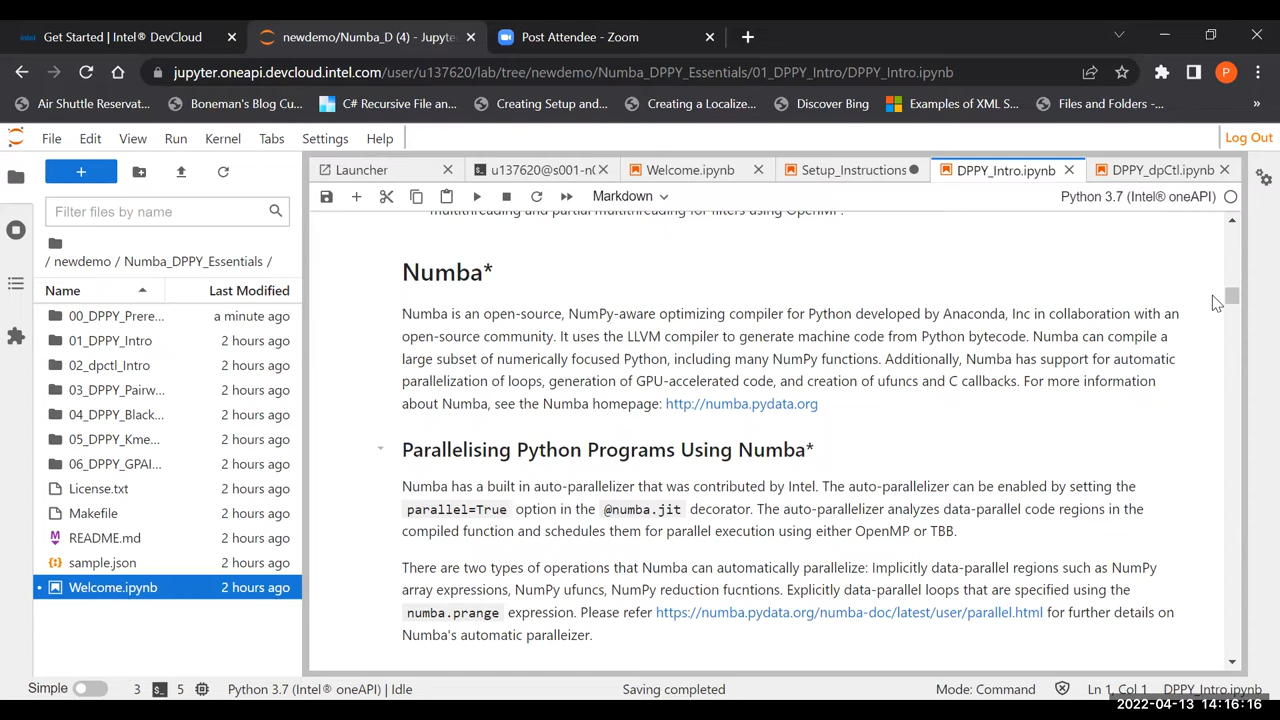 Get Started | Intel® DevCloud
newdemo/Numba_D (4) - Jupyte
Post Attendee - Zoom
jupyter.oneapi.devcloud.intel.com/user/u137620/lab/tree/newdemo/Numba_DPPY_Essentials/01_DPPY_Intro/DPPY_Intro.ipynb
P
Air Shuttle Reservat...
Boneman's Blog Cu...
C# Recursive File an...
Creating Setup and...
Creating a Localize...
Discover Bing
Examples of XML S...
Files and Folders -...
»
File Edit View Run Kernel Tabs Settings Help
Log Out
Launcher
u137620@s001-n0
Welcome.ipynb
Setup_Instructions
DPPY_Intro.ipynb
DPPY_dpCtl.ipynb
Markdown
Python 3.7 (Intel® oneAPI)
Filter files by name
/ newdemo / Numba_DPPY_Essentials /
Name Last Modified
00_DPPY_Prere... a minute ago
01_DPPY_Intro 2 hours ago
02_dpctl_Intro 2 hours ago
03_DPPY_Pairw... 2 hours ago
04_DPPY_Black... 2 hours ago
05_DPPY_Kme... 2 hours ago
06_DPPY_GPAI... 2 hours ago
License.txt 2 hours ago
Makefile 2 hours ago
README.md 2 hours ago
sample.json 2 hours ago
Welcome.ipynb 2 hours ago
multithreading and partial multithreading for filters using OpenMP.
Numba*
Numba is an open-source, NumPy-aware optimizing compiler for Python developed by Anaconda, Inc in collaboration with an
open-source community. It uses the LLVM compiler to generate machine code from Python bytecode. Numba can compile a
large subset of numerically focused Python, including many NumPy functions. Additionally, Numba has support for automatic
parallelization of loops, generation of GPU-accelerated code, and creation of ufuncs and C callbacks. For more information
about Numba, see the Numba homepage: http://numba.pydata.org
Parallelising Python Programs Using Numba*
Numba has a built in auto-parallelizer that was contributed by Intel. The auto-parallelizer can be enabled by setting the
parallel=True option in the @numba.jit decorator. The auto-parallelizer analyzes data-parallel code regions in the
compiled function and schedules them for parallel execution using either OpenMP or TBB.
There are two types of operations that Numba can automatically parallelize: Implicitly data-parallel regions such as NumPy
array expressions, NumPy ufuncs, NumPy reduction fucntions. Explicitly data-parallel loops that are specified using the
numba.prange expression. Please refer https://numba.pydata.org/numba-doc/latest/user/parallel.html for further details on
Numba's automatic paralleizer.
Simple
3
5
Python 3.7 (Intel® oneAPI) | Idle
Saving completed
Mode: Command
Ln 1, Col 1
DPPY_Intro.ipynb
2022-04-13 14:16:16